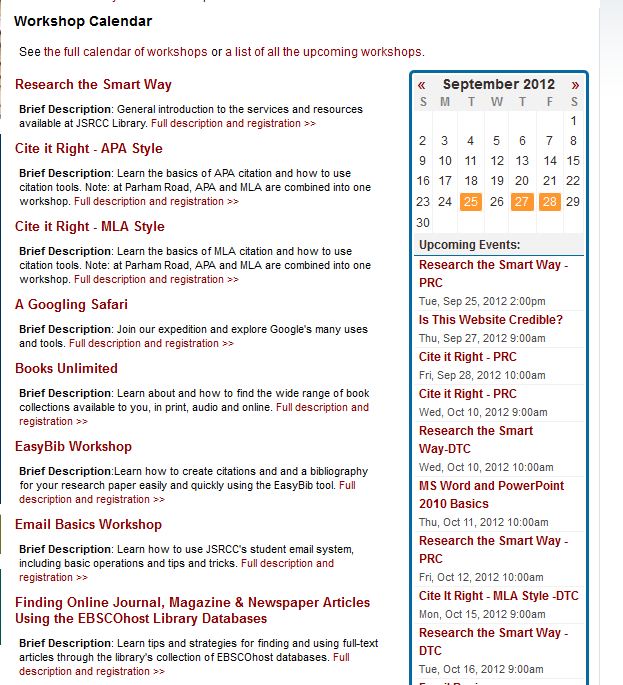 Workshop Calendar
See the full calendar of workshops or a list of all the upcoming workshops.
Research the Smart Way
Brief Description: General introduction to the services and resources
available at JSRCC Library. Full description and registration >>
Cite it Right - APA Style
Brief Description: Learn the basics of APA citation and how to use
citation tools. Note: at Parham Road, APA and MLA are combined into one
workshop. Full description and registration >>
Cite it Right - MLA Style
Brief Description: Learn the basics of MLA citation and how to use
citation tools. Note: at Parham Road, APA and MLA are combined into one
workshop. Full description and registration >>
A Googling Safari
Brief Description: Join our expedition and explore Google's many uses
and tools. Full description and registration >>
Books Unlimited
Brief Description: Learn about and how to find the wide range of book
collections available to you, in print, audio and online. Full description and
registration >>
EasyBib Workshop
Brief Description:Learn how to create citations and and a bibliography
for your research paper easily and quickly using the EasyBib tool. Full
description and registration >>
Email Basics Workshop
Brief Description: Learn how to use JSRCC's student email system,
including basic operations and tips and tricks. Full description and
registration >>
Finding Online Journal, Magazine & Newspaper Articles
Using the EBSCOhost Library Databases
Brief Description: Learn tips and strategies for finding and using full-text
articles through the library's collection of EBSCOhost databases. Full
description and registration >>
« September 2012 »
S M T W T F S
1
2 3 4 5 6 7 8
9 10 11 12 13 14 15
16 17 18 19 20 21 22
23 24 25 26 27 28 29
30
Upcoming Events:
Research the Smart Way -
PRC
Tue, Sep 25, 2012 2:00pm
Is This Website Credible?
Thu, Sep 27, 2012 9:00am
Cite it Right - PRC
Fri, Sep 28, 2012 10:00am
Cite it Right - PRC
Wed, Oct 10, 2012 9:00am
Research the Smart
Way-DTC
Wed, Oct 10, 2012 10:00am
MS Word and PowerPoint
2010 Basics
Thu, Oct 11, 2012 10:00am
Research the Smart Way -
PRC
Fri, Oct 12, 2012 10:00am
Cite It Right - MLA Style -DTC
Mon, Oct 15, 2012 9:00am
Research the Smart Way -
DTC
Tue, Oct 16, 2012 9:00am